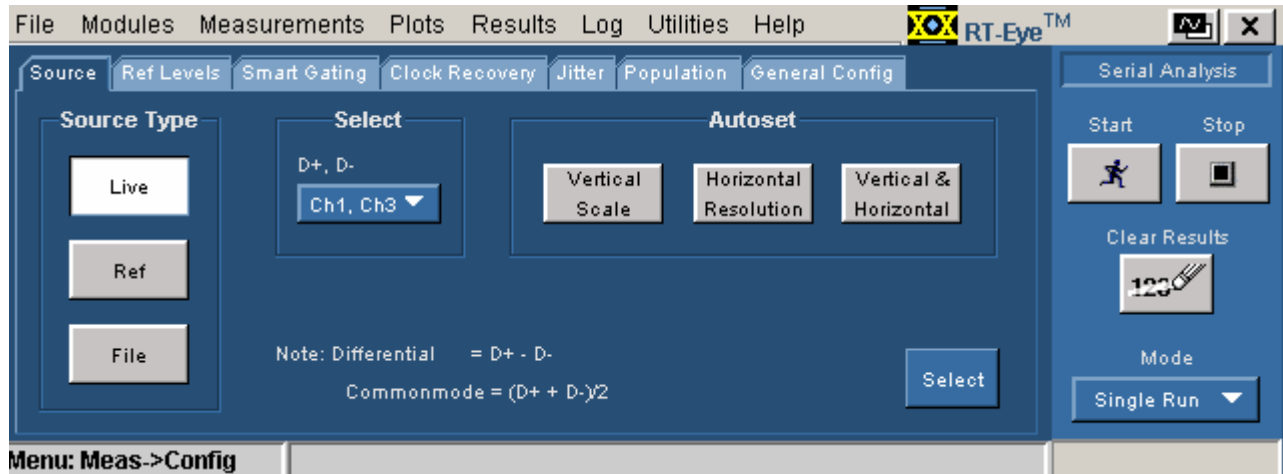 File Modules Measurements Plots Results Log Utilities Help
RT-Eye™
Source Ref Levels Smart Gating Clock Recovery Jitter Population General Config
Serial Analysis
Source Type
Live
Ref
File
Select
D+, D-
Ch1, Ch3
Autoset
Vertical
Scale
Horizontal
Resolution
Vertical &
Horizontal
Note: Differential = D+ - D-
Commonmode = (D+ + D-)/2
Select
Start Stop
Clear Results
123
Mode
Single Run
Menu: Meas->Config